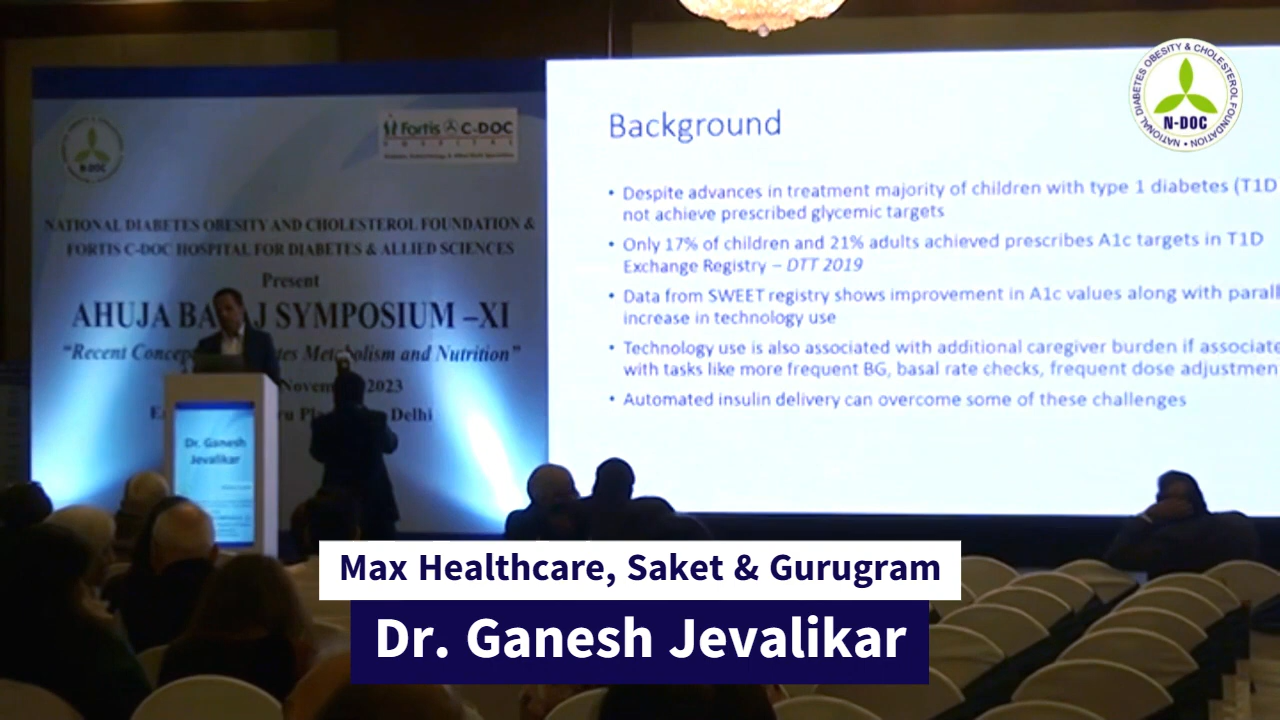 NATIONAL DIABETES OBESITY & CHOLESTEROL FOUNDATION
N-DOC
N-DOC
Fortis C-DOC
HOSPITAL
NATIONAL DIABETES OBESITY AND CHOLESTEROL FOUNDATION &
FORTIS C-DOC HOSPITAL FOR DIABETES & ALLIED SCIENCES
Present
AHUJA BA J SYMPOSIUM –XI
"Recent Concep tes Metabolism and Nutrition"
2023
Delhi
Dr. Ganesh
Jevalikar
Background
• Despite advances in treatment majority of children with type 1 diabetes (T1D
not achieve prescribed glycemic targets
• Only 17% of children and 21% adults achieved prescribes A1c targets in T1D
Exchange Registry – DTT 2019
• Data from SWEET registry shows improvement in A1c values along with parall
increase in technology use
• Technology use is also associated with additional caregiver burden if associate
with tasks like more frequent BG, basal rate checks, frequent dose adjustmen
• Automated insulin delivery can overcome some of these challenges
Max Healthcare, Saket & Gurugram
Dr. Ganesh Jevalikar